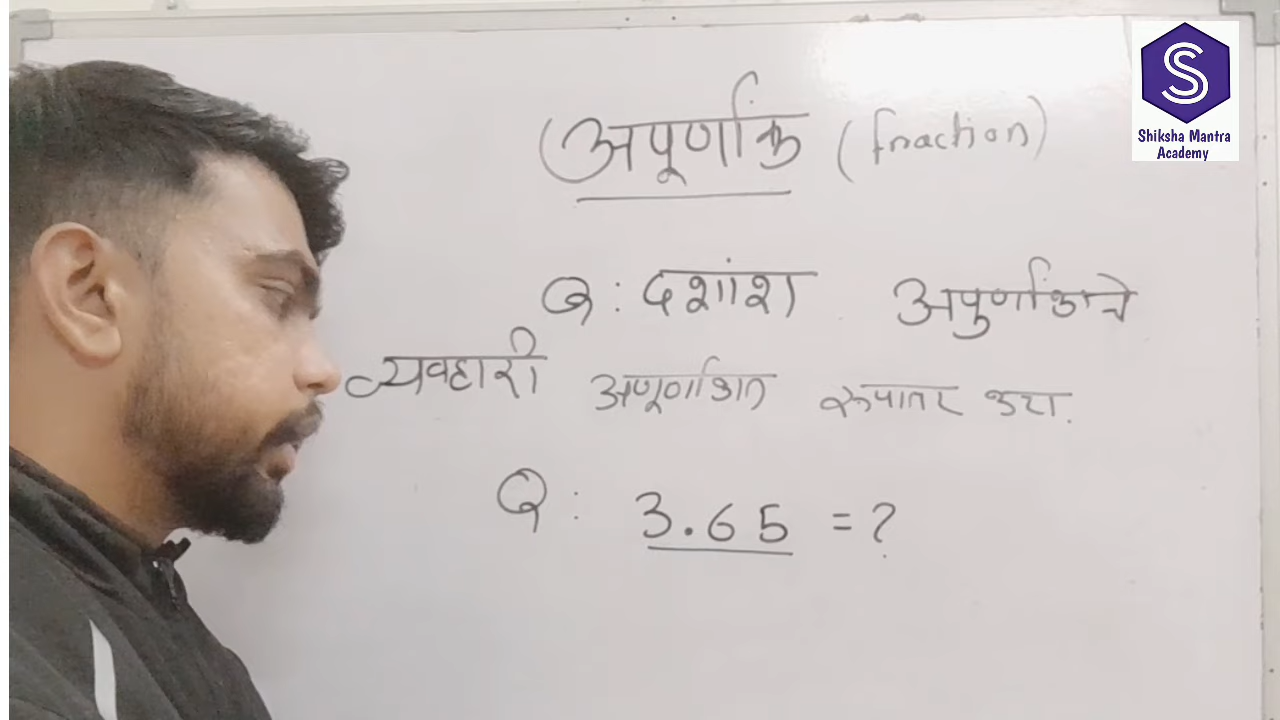 अपूर्णांक (fraction)
Q : दशांश अपुर्णांकाचे
व्यवहारी अपूर्णांकात रुपांतर करा.
Q : 3.65 = ?
S
Shiksha Mantra
Academy